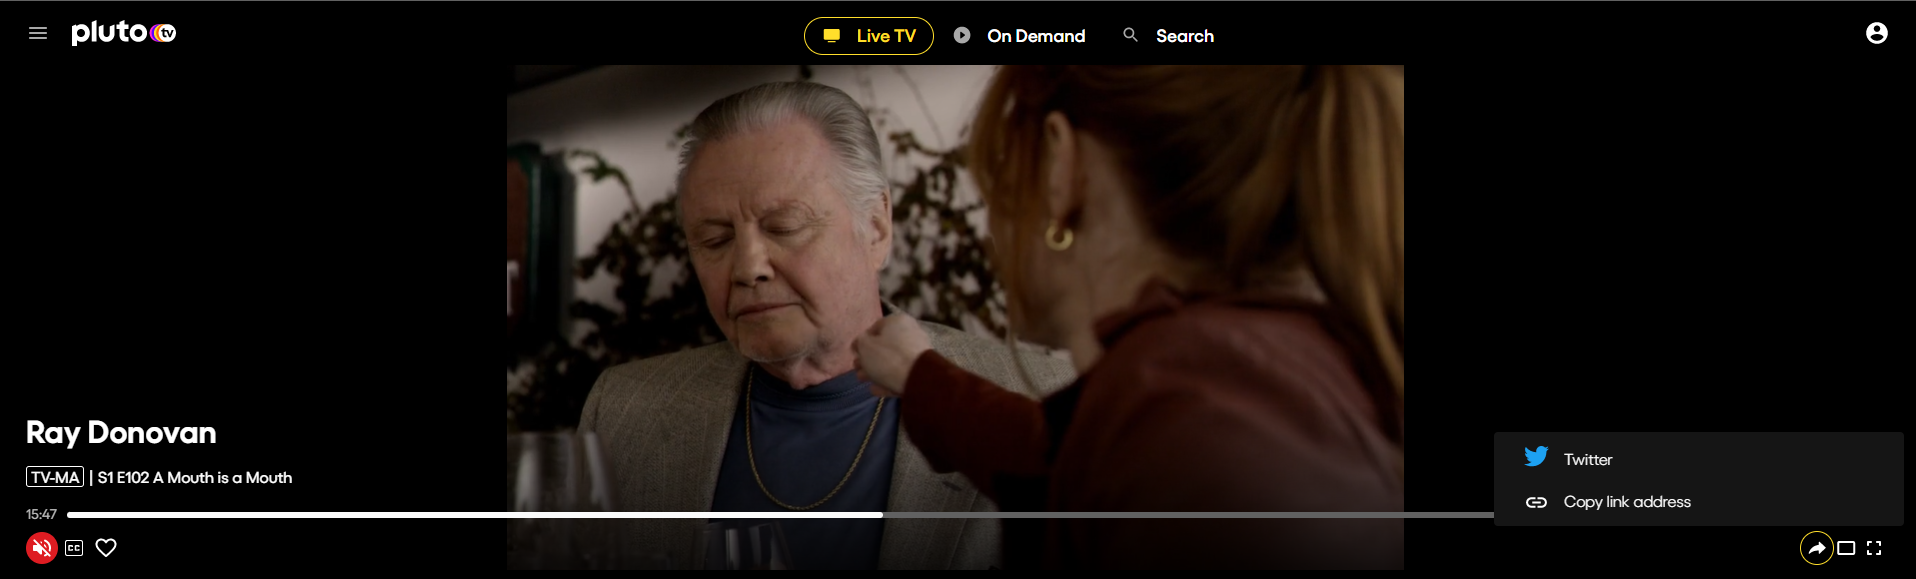 pluto tv
Live TV
On Demand
Search
Ray Donovan
TV-MA | S1 E102 A Mouth is a Mouth
15:47
CC
Twitter
Copy link address